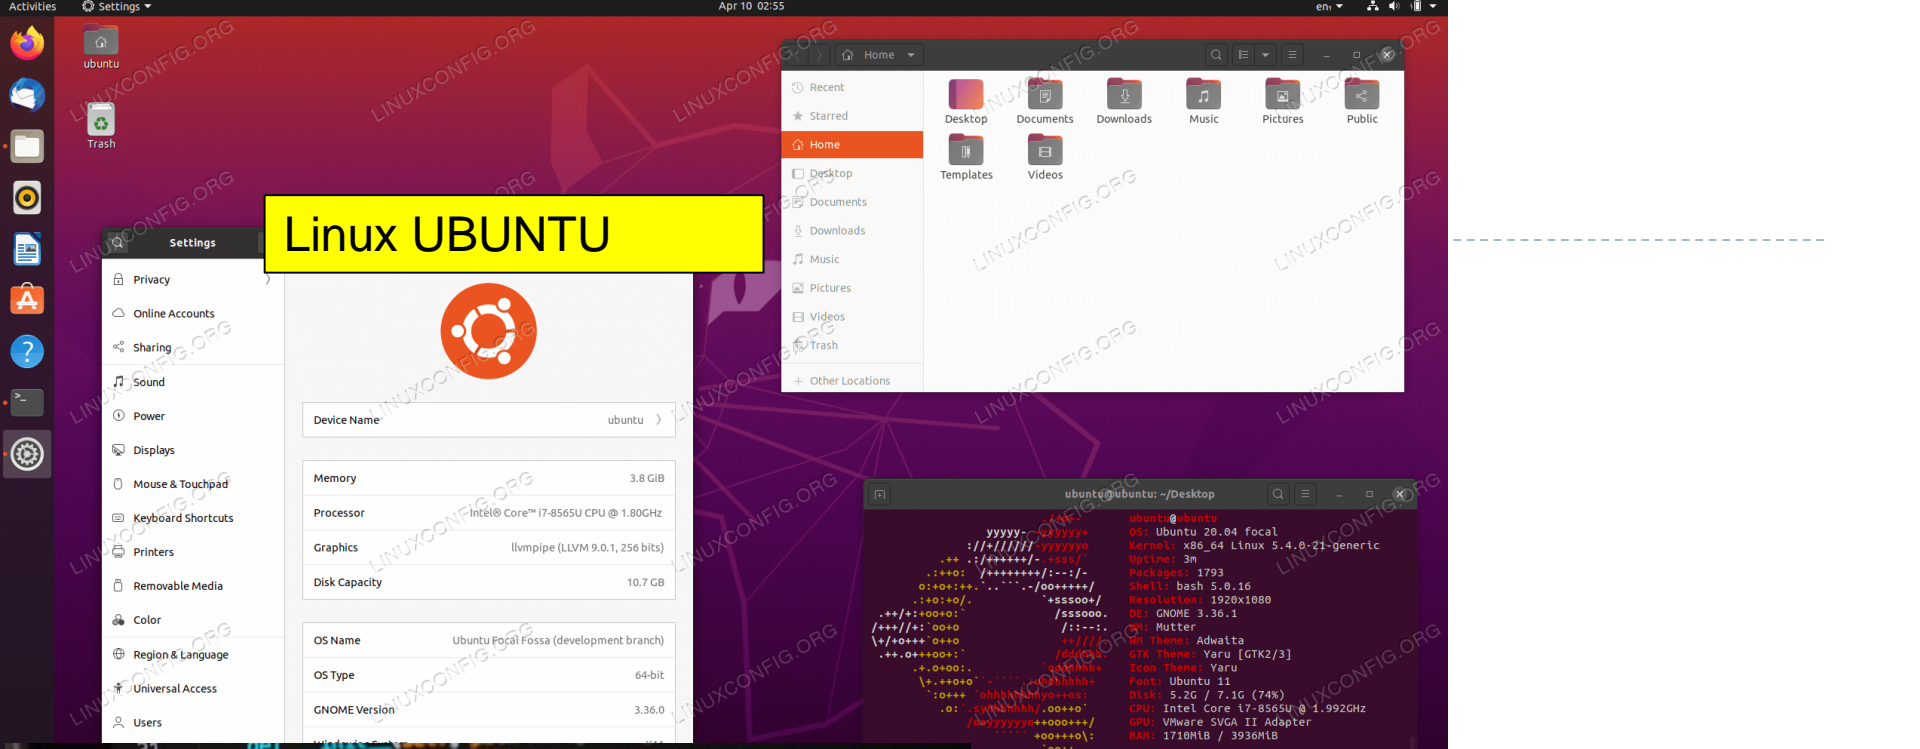 Activities
Settings
Apr 10 02:55
en₁
ubuntu
Trash
Linux UBUNTU
Settings
Privacy
Online Accounts
Sharing
Sound
Power
Displays
Mouse & Touchpad
Keyboard Shortcuts
Printers
Removable Media
Color
Region & Language
Universal Access
Users
Device Name ubuntu
Memory 3.8 GiB
Processor Intel® Core™ i7-8565U CPU @ 1.80GHz
Graphics llvmpipe (LLVM 9.0.1, 256 bits)
Disk Capacity 10.7 GB
OS Name Ubuntu Focal Fossa (development branch)
OS Type 64-bit
GNOME Version 3.36.0
Home
Recent
Starred
Home
Desktop
Documents
Downloads
Music
Pictures
Videos
Trash
+ Other Locations
Desktop Documents Downloads Music Pictures Public
Templates Videos
ubuntu@ubuntu: ~/Desktop
ubuntu@ubuntu
OS: Ubuntu 20.04 focal
Kernel: x86_64 Linux 5.4.0-21-generic
Uptime: 3m
Packages: 1793
Shell: bash 5.0.16
Resolution: 1920x1080
DE: GNOME 3.36.1
WM: Mutter
WM Theme: Adwaita
GTK Theme: Yaru [GTK2/3]
Icon Theme: Yaru
Font: Ubuntu 11
Disk: 5.2G / 7.1G (74%)
CPU: Intel Core i7-8565U @ 1.992GHz
GPU: VMware SVGA II Adapter
RAM: 1710MiB / 3936MiB
LINUXCONFIG.ORG